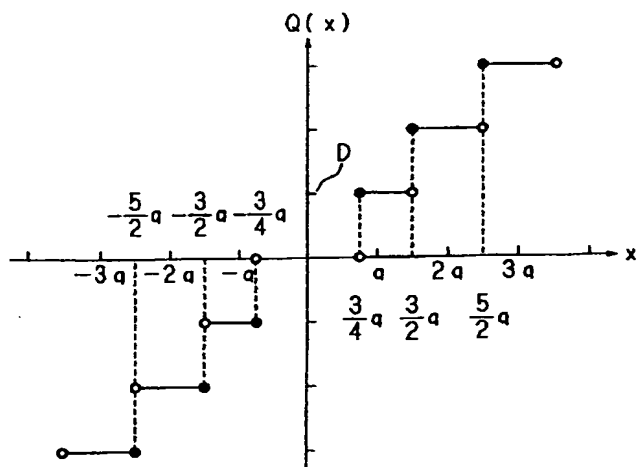 Q(x)
D
-5/2 a -3/2 a -3/4 a
-3a -2a -a a 2a 3a x
3/4 a 3/2 a 5/2 a